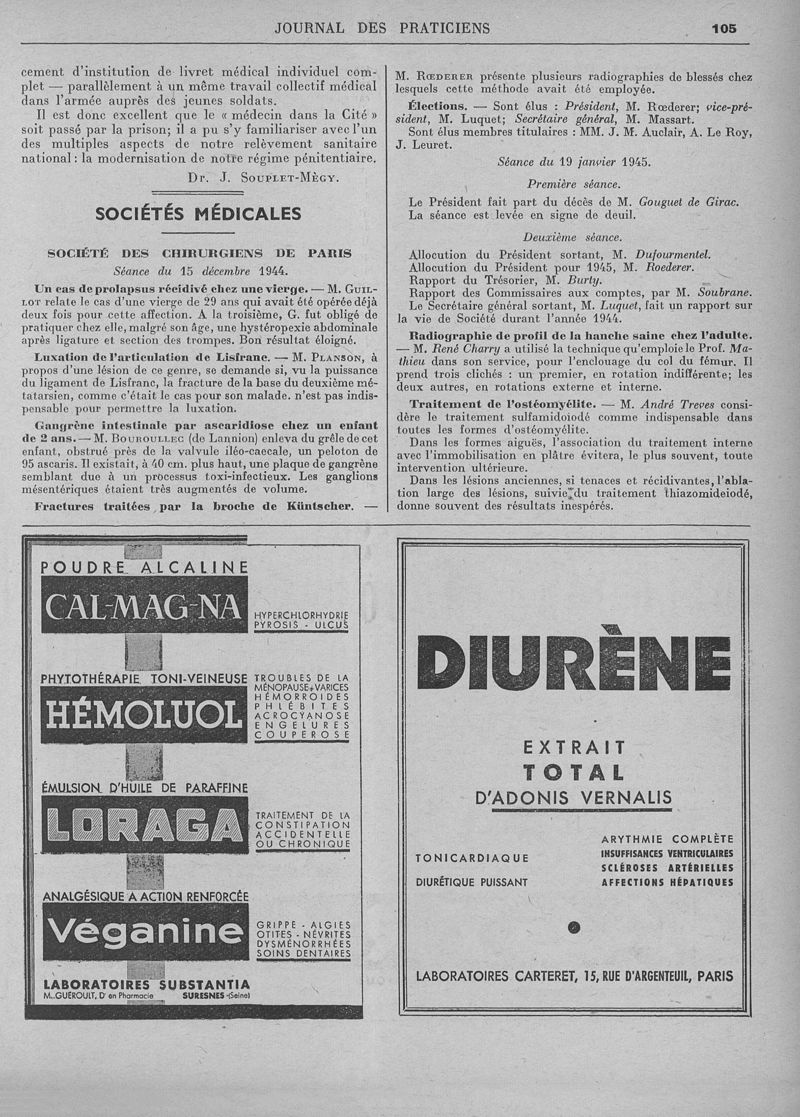 JOURNAL DES PRATICIENS
105
cement d'institution de livret médical individuel com-
plet — parallèlement à un même travail collectif médical
dans l'armée auprès des jeunes soldats.
Il est donc excellent que le « médecin dans la Cité »
soit passé par la prison; il a pu s'y familiariser avec l'un
des multiples aspects de notre relèvement sanitaire
national : la modernisation de notre régime pénitentiaire.
Dr. J. SOUPLET-MÈGY.
SOCIÉTÉS MÉDICALES
SOCIÉTÉ DES CHIRURGIENS DE PARIS
Séance du 15 décembre 1944.
Un cas de prolapsus récidivé chez une vierge. — M. GUIL-
LOT relate le cas d'une vierge de 29 ans qui avait été opérée déjà
deux fois pour cette affection. A la troisième, G. fut obligé de
pratiquer chez elle, malgré son âge, une hystéropexie abdominale
après ligature et section des trompes. Bon résultat éloigné.
Luxation de l'articulation de Lisfranc. — M. PLANSON, à
propos d'une lésion de ce genre, se demande si, vu la puissance
du ligament de Lisfranc, la fracture de la base du deuxième mé-
tatarsien, comme c'était le cas pour son malade. n'est pas indis-
pensable pour permettre la luxation.
Gangrène intestinale par ascaridiose chez un enfant
de 2 ans. — M. BOUROULLEC (de Lannion) enleva du grêle de cet
enfant, obstrué près de la valvule iléo-caecale, un peloton de
95 ascaris. Il existait, à 40 cm. plus haut, une plaque de gangrène
semblant due à un processus toxi-infectieux. Les ganglions
mésentériques étaient très augmentés de volume.
Fractures traitées par la broche de Küntscher. —
M. RŒDERER présente plusieurs radiographies de blessés chez
lesquels cette méthode avait été employée.
Élections. — Sont élus : Président, M. Rœderer; vice-pré-
sident, M. Luquet; Secrétaire général, M. Massart.
Sont élus membres titulaires : MM. J. M. Auclair, A. Le Roy,
J. Leuret.
Séance du 19 janvier 1945.
Première séance.
Le Président fait part du décès de M. Gouguet de Girac.
La séance est levée en signe de deuil.
Deuxième séance.
Allocution du Président sortant, M. Dufourmentel.
Allocution du Président pour 1945, M. Roederer.
Rapport du Trésorier, M. Burty.
Rapport des Commissaires aux comptes, par M. Soubrane.
Le Secrétaire général sortant, M. Luquet, fait un rapport sur
la vie de Société durant l'année 1944.
Radiographie de profil de la hanche saine chez l'adulte.
— M. René Charry a utilisé la technique qu'emploie le Prof. Ma-
thieu dans son service, pour l'enclouage du col du fémur. Il
prend trois clichés : un premier, en rotation indifférente; les
deux autres, en rotations externe et interne.
Traitement de l'ostéomyélite. — M. André Treves consi-
dère le traitement sulfamidoiodé comme indispensable dans
toutes les formes d'ostéomyélite.
Dans les formes aiguës, l'association du traitement interne
avec l'immobilisation en plâtre évitera, le plus souvent, toute
intervention ultérieure.
Dans les lésions anciennes, si tenaces et récidivantes, l'abla-
tion large des lésions, suivie du traitement thiazomideiodé,
donne souvent des résultats inespérés.
POUDRE ALCALINE
CAL-MAG-NA
HYPERCHLORHYDRIE
PYROSIS - ULCUS
PHYTOTHÉRAPIE TONI-VEINEUSE
HÉMOLUOL
TROUBLES DE LA
MÉNOPAUSE, VARICES
HÉMORROIDES
PHLÉBITES
ACROCYANOSE
ENGELURES
COUPEROSE
ÉMULSION D'HUILE DE PARAFFINE
LORAGA
TRAITEMENT DE LA
CONSTIPATION
ACCIDENTELLE
OU CHRONIQUE
ANALGÉSIQUE A ACTION RENFORCÉE
Véganine
GRIPPE - ALGIES
OTITES - NÉVRITES
DYSMÉNORRHÉES
SOINS DENTAIRES
LABORATOIRES SUBSTANTIA
M. GUÉROULT, Dr en Pharmacie SURESNES (Seine)
DIURÈNE
EXTRAIT
TOTAL
D'ADONIS VERNALIS
TONICARDIAQUE
DIURÉTIQUE PUISSANT
ARYTHMIE COMPLÈTE
INSUFFISANCES VENTRICULAIRES
SCLÉROSES ARTÉRIELLES
AFFECTIONS HÉPATIQUES
LABORATOIRES CARTERET, 15, RUE D'ARGENTEUIL, PARIS